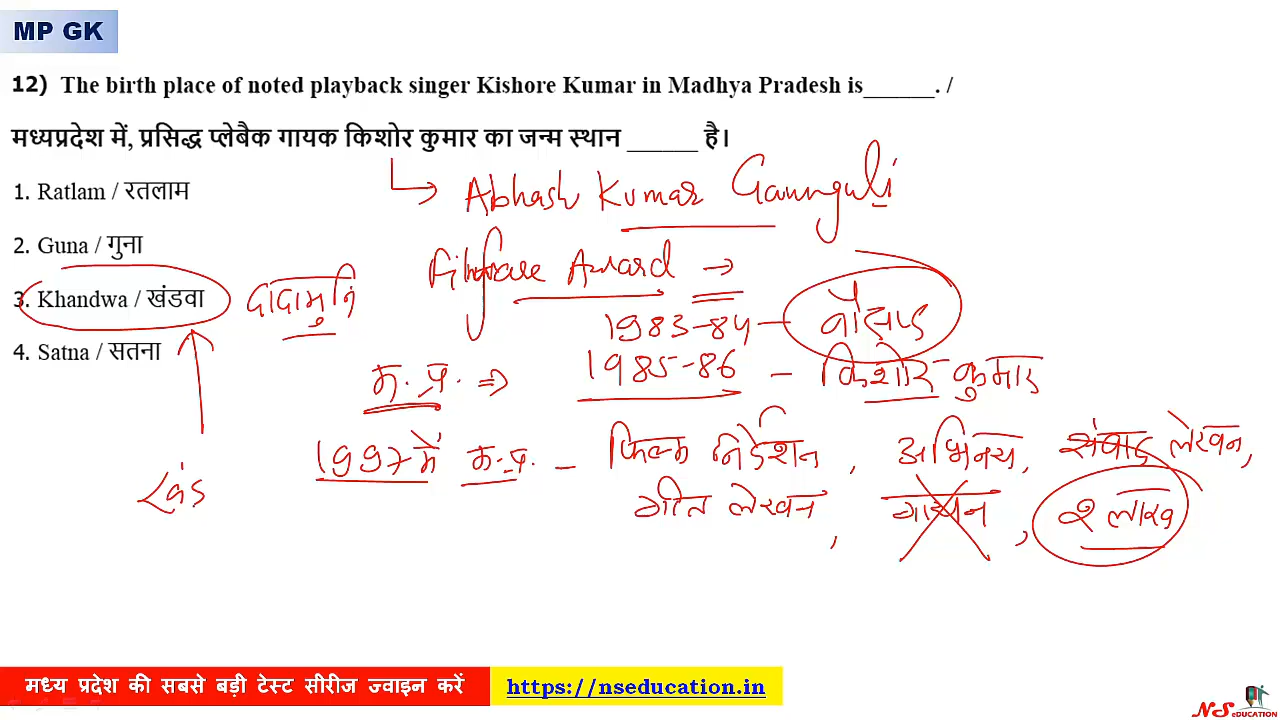 MP GK
12) The birth place of noted playback singer Kishore Kumar in Madhya Pradesh is______. /
मध्यप्रदेश में, प्रसिद्ध प्लेबैक गायक किशोर कुमार का जन्म स्थान ______ है।
Abhash Kumar
1. Ratlam / रतलाम
2. Guna / गुना
Award →
3. Khandwa / खंडवा
दादामुनि
1983-84 –
4. Satna / सतना
1985-86 – किशोर कुमार
म.प्र. ⇒
1997 में म.प्र. – फिल्म निर्देशन, अभिनय, संवाद लेखन,
गीत लेखन, गायन, २ लाख
मध्य प्रदेश की सबसे बड़ी टेस्ट सीरीज ज्वाइन करें
https://nseducation.in
NS eDUCATION